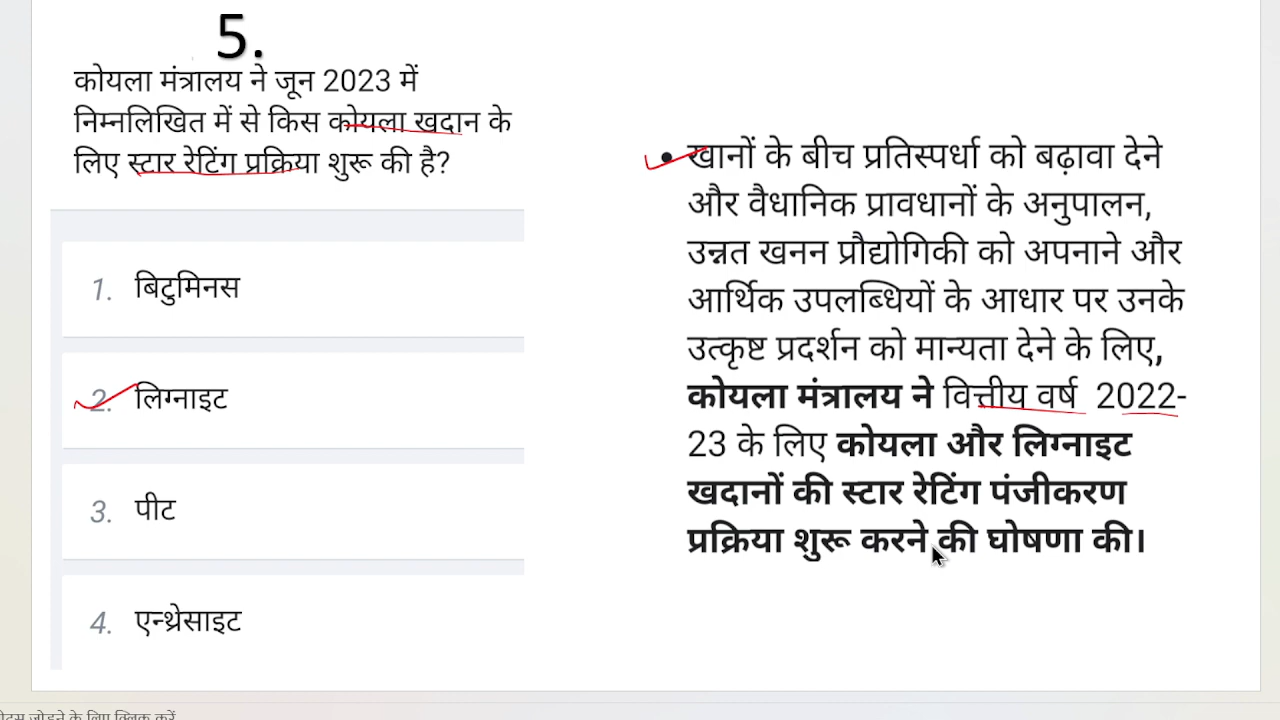 5.
कोयला मंत्रालय ने जून 2023 में
निम्नलिखित में से किस कोयला खदान के
लिए स्टार रेटिंग प्रक्रिया शुरू की है?
1. बिटुमिनस
2. लिग्नाइट
3. पीट
4. एन्थ्रेसाइट
• खानों के बीच प्रतिस्पर्धा को बढ़ावा देने
और वैधानिक प्रावधानों के अनुपालन,
उन्नत खनन प्रौद्योगिकी को अपनाने और
आर्थिक उपलब्धियों के आधार पर उनके
उत्कृष्ट प्रदर्शन को मान्यता देने के लिए,
कोयला मंत्रालय ने वित्तीय वर्ष 2022-
23 के लिए कोयला और लिग्नाइट
खदानों की स्टार रेटिंग पंजीकरण
प्रक्रिया शुरू करने की घोषणा की।
जोड़ने के लिए क्लिक करें